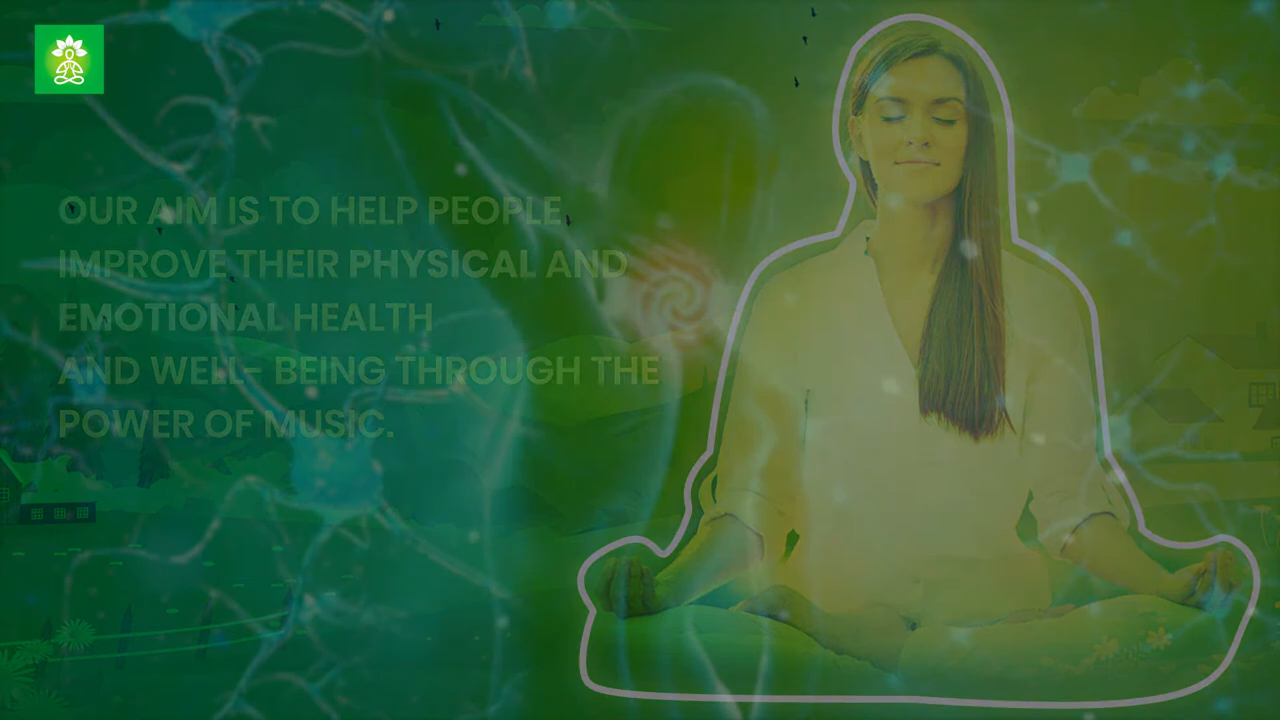 OUR AIM IS TO HELP PEOPLE
IMPROVE THEIR PHYSICAL AND
EMOTIONAL HEALTH
AND WELL- BEING THROUGH THE
POWER OF MUSIC.